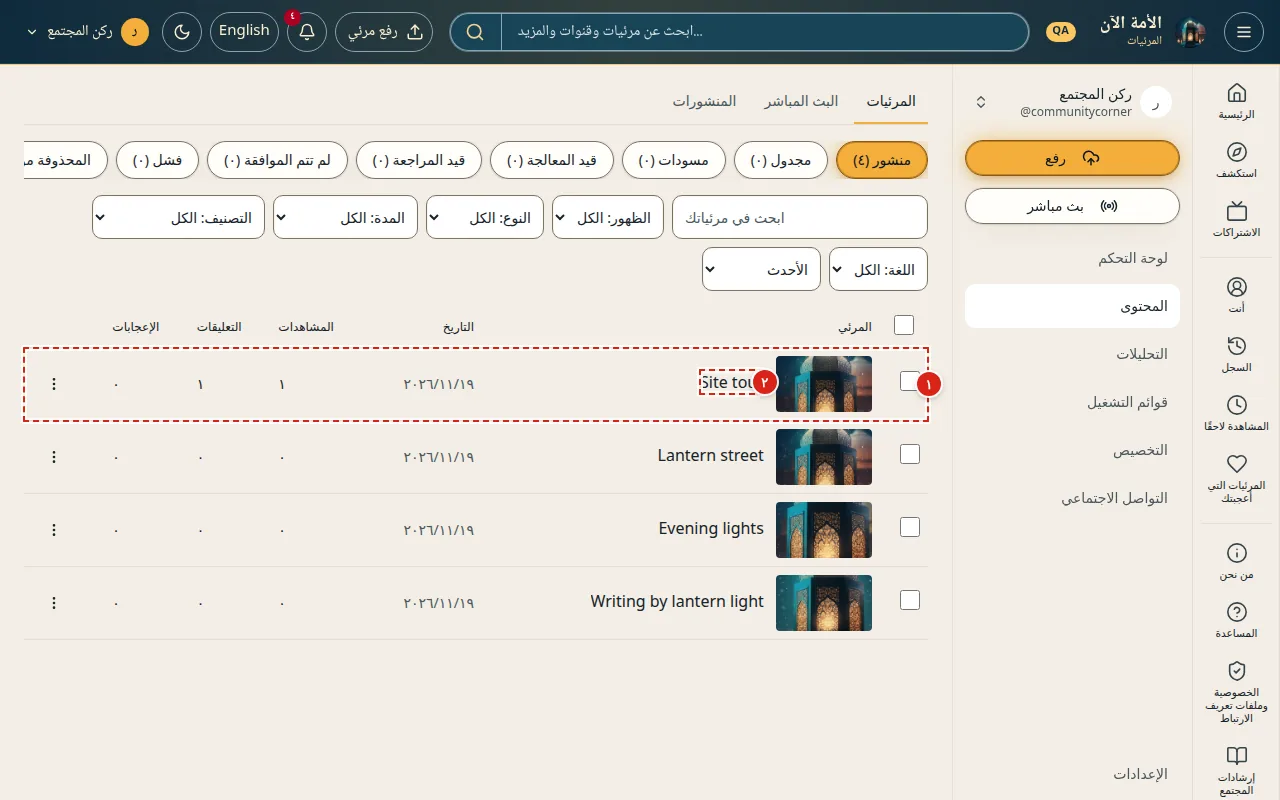 الأمة الآن
المرئيات
QA
ابحث عن مرئيات وقنوات والمزيد...
رفع مرئي
٤
English
ر
ركن المجتمع
الرئيسية
استكشف
الاشتراكات
أنت
السجل
المشاهدة لاحقًا
المرئيات التي
أعجبتك
من نحن
المساعدة
الخصوصية
وملفات تعريف
الارتباط
إرشادات
المجتمع
ر
ركن المجتمع
@communitycorner
رفع
بث مباشر
لوحة التحكم
المحتوى
التحليلات
قوائم التشغيل
التخصيص
التواصل الاجتماعي
الإعدادات
المرئيات
البث المباشر
المنشورات
منشور (٤)
مجدول (٠)
مسودات (٠)
قيد المعالجة (٠)
قيد المراجعة (٠)
لم تتم الموافقة (٠)
فشل (٠)
المحذوفة
ابحث في مرئياتك
الظهور: الكل
النوع: الكل
المدة: الكل
التصنيف: الكل
اللغة: الكل
الأحدث
المرئي
التاريخ
المشاهدات
التعليقات
الإعجابات
١
٢
Site
٢٠٢٦/١١/١٩
١
١
٠
Lantern street
٢٠٢٦/١١/١٩
٠
٠
٠
Evening lights
٢٠٢٦/١١/١٩
٠
٠
٠
Writing by lantern light
٢٠٢٦/١١/١٩
٠
٠
٠